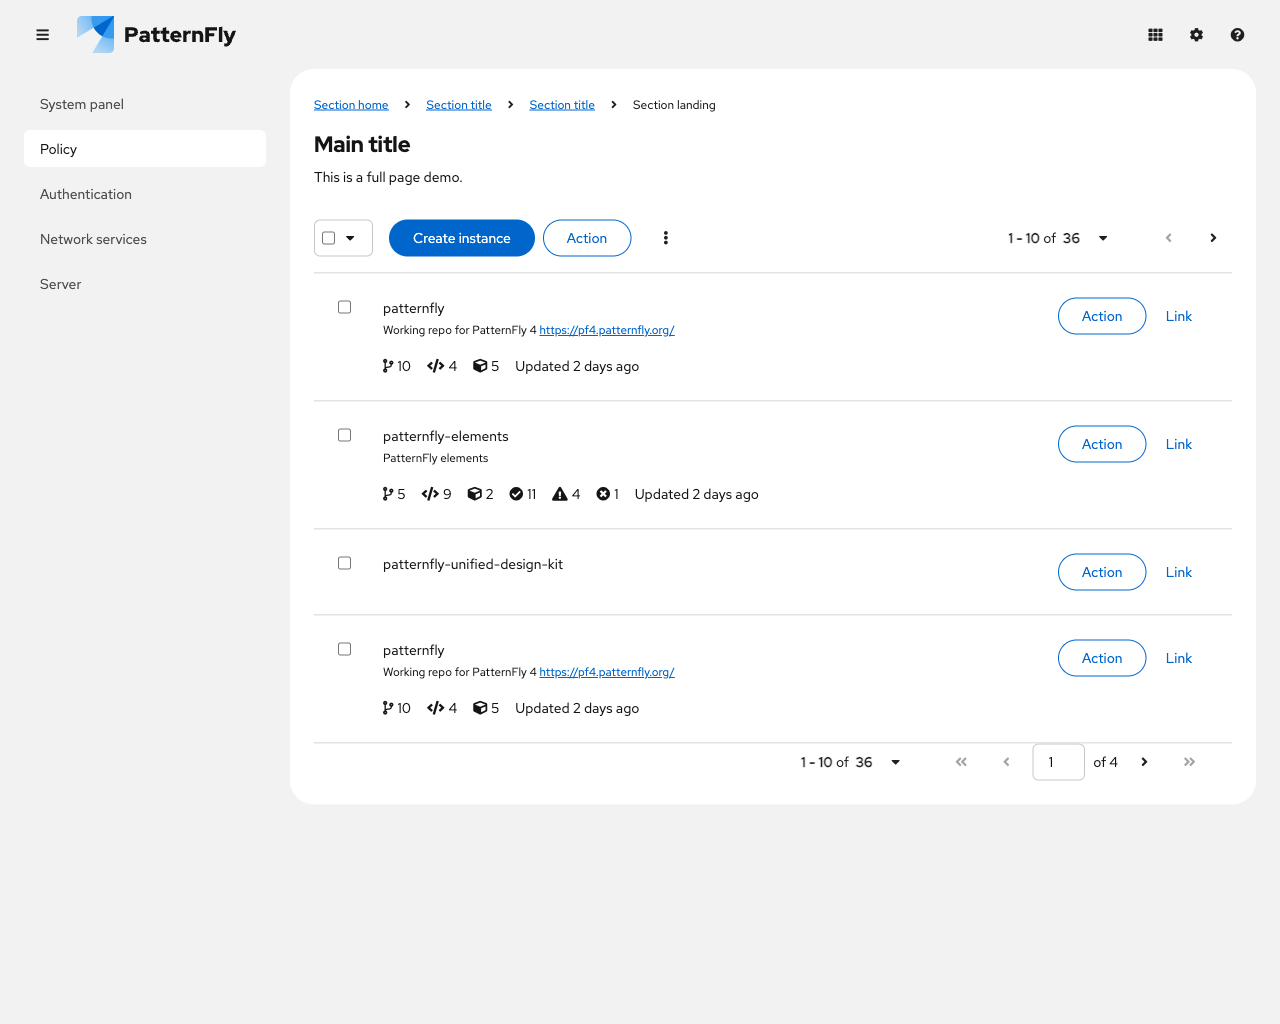 PatternFly
System panel
Policy
Authentication
Network services
Server
Section home Section title Section title Section landing
Main title
This is a full page demo.
Create instance Action 1 - 10 of 36
patternfly
Working repo for PatternFly 4 https://pf4.patternfly.org/
10 4 5 Updated 2 days ago
Action Link
patternfly-elements
PatternFly elements
5 9 2 11 4 1 Updated 2 days ago
Action Link
patternfly-unified-design-kit
Action Link
patternfly
Working repo for PatternFly 4 https://pf4.patternfly.org/
10 4 5 Updated 2 days ago
Action Link
1 - 10 of 36 1 of 4